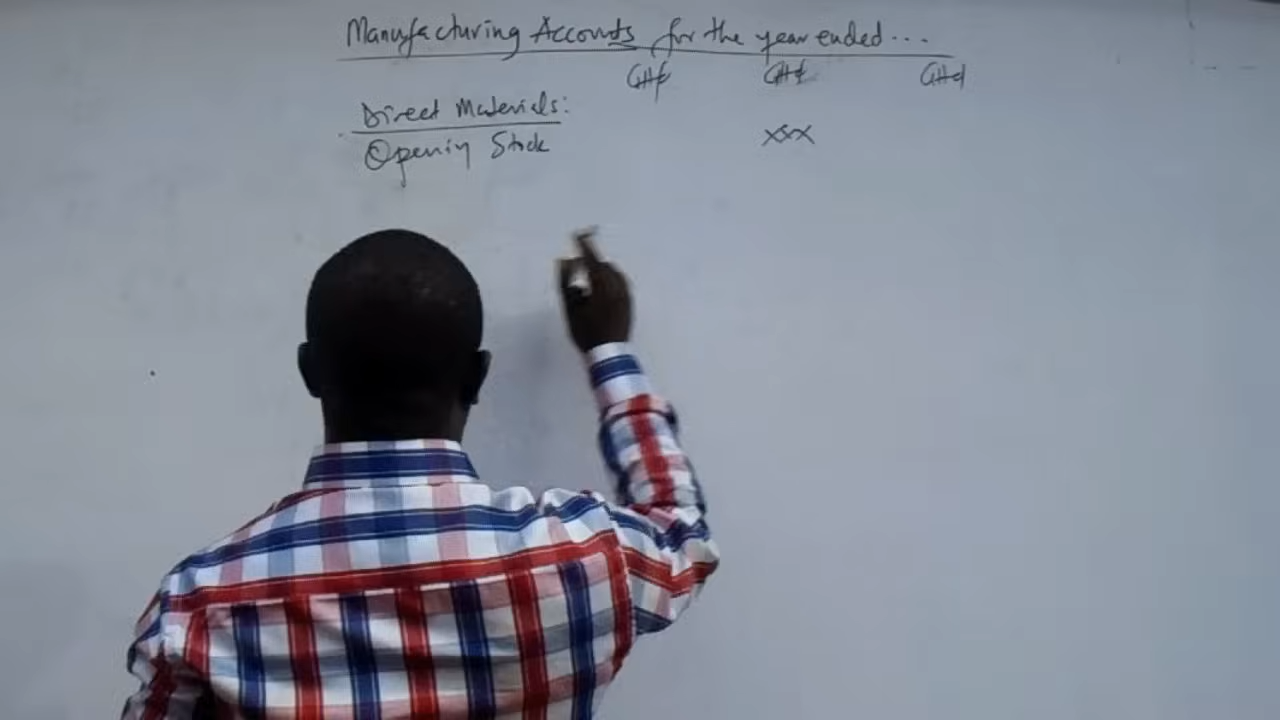 Manufacturing Accounts for the year ended ...
GH¢ GH¢ GH¢
Direct Materials:
Opening Stock xxx